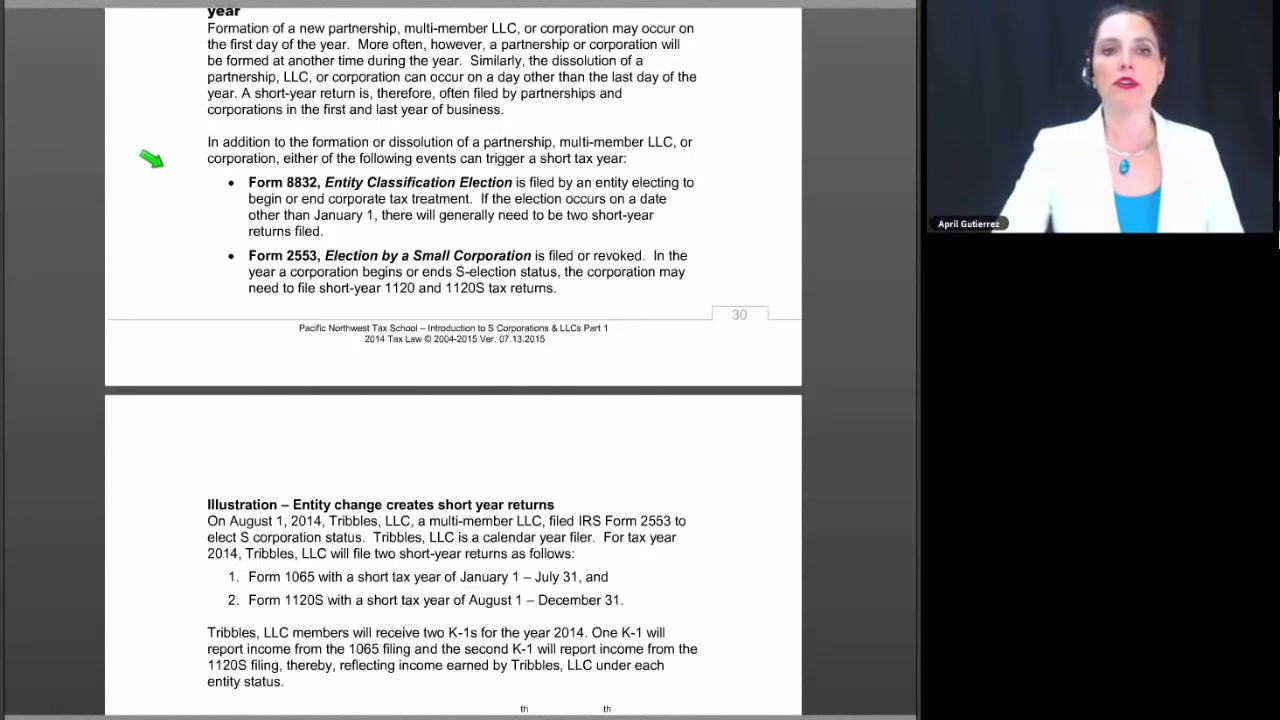 year
Formation of a new partnership, multi-member LLC, or corporation may occur on
the first day of the year.  More often, however, a partnership or corporation will
be formed at another time during the year.  Similarly, the dissolution of a
partnership, LLC, or corporation can occur on a day other than the last day of the
year. A short-year return is, therefore, often filed by partnerships and
corporations in the first and last year of business.
In addition to the formation or dissolution of a partnership, multi-member LLC, or
corporation, either of the following events can trigger a short tax year:
• Form 8832, Entity Classification Election is filed by an entity electing to
begin or end corporate tax treatment.  If the election occurs on a date
other than January 1, there will generally need to be two short-year
returns filed.
• Form 2553, Election by a Small Corporation is filed or revoked.  In the
year a corporation begins or ends S-election status, the corporation may
need to file short-year 1120 and 1120S tax returns.
30
Pacific Northwest Tax School – Introduction to S Corporations & LLCs Part 1
2014 Tax Law © 2004-2015 Ver. 07.13.2015
Illustration – Entity change creates short year returns
On August 1, 2014, Tribbles, LLC, a multi-member LLC, filed IRS Form 2553 to
elect S corporation status.  Tribbles, LLC is a calendar year filer.  For tax year
2014, Tribbles, LLC will file two short-year returns as follows:
1. Form 1065 with a short tax year of January 1 – July 31, and
2. Form 1120S with a short tax year of August 1 – December 31.
Tribbles, LLC members will receive two K-1s for the year 2014. One K-1 will
report income from the 1065 filing and the second K-1 will report income from the
1120S filing, thereby, reflecting income earned by Tribbles, LLC under each
entity status.
th th
April Gutierrez